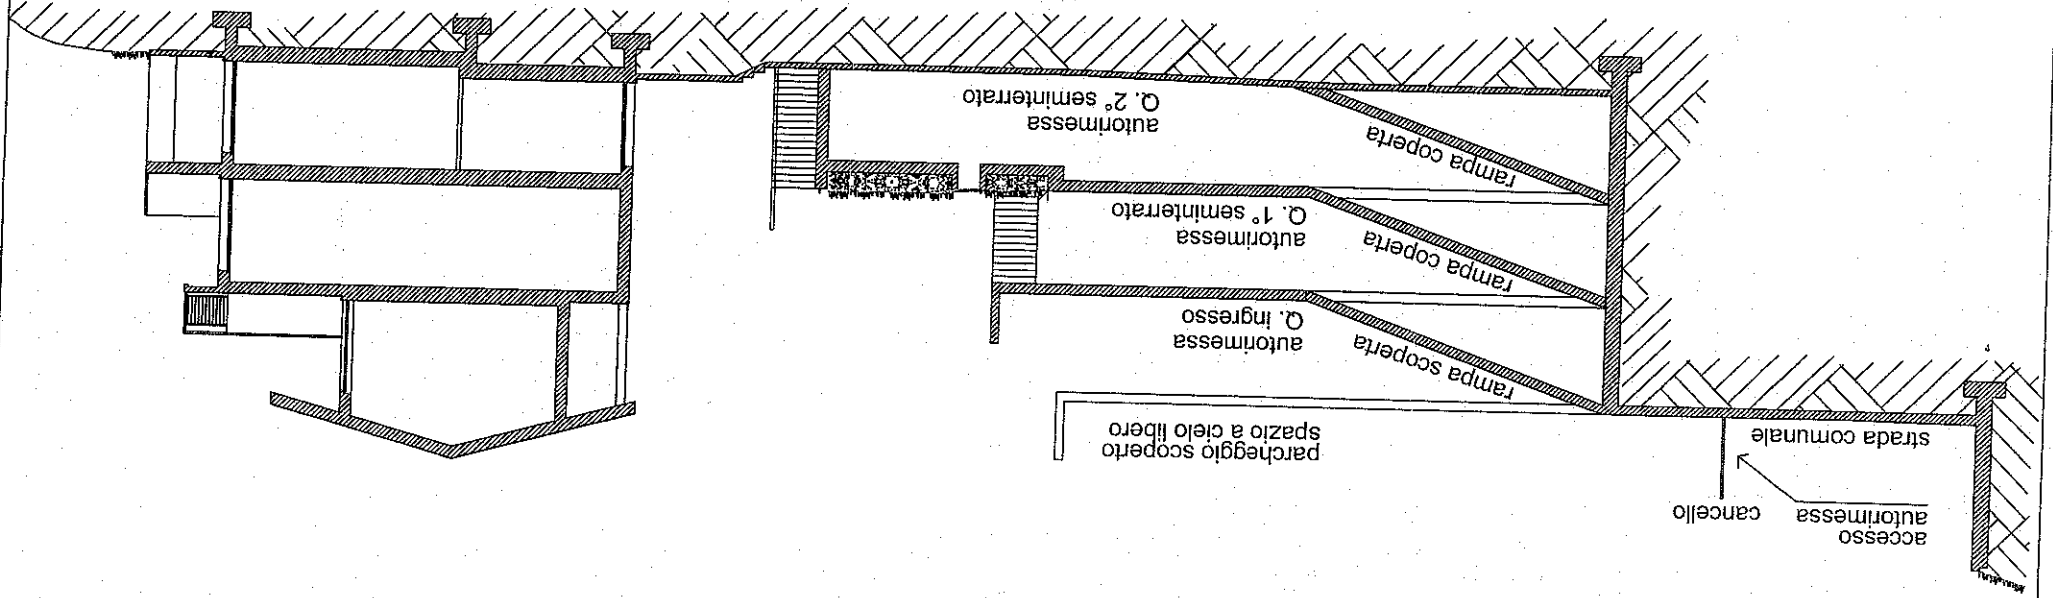 accesso
autorimessa
cancello
strada comunale
parcheggio scoperto
spazio a cielo libero
rampa scoperta
autorimessa
Q. ingresso
rampa coperta
autorimessa
Q. 1° seminterrato
rampa coperta
autorimessa
Q. 2° seminterrato